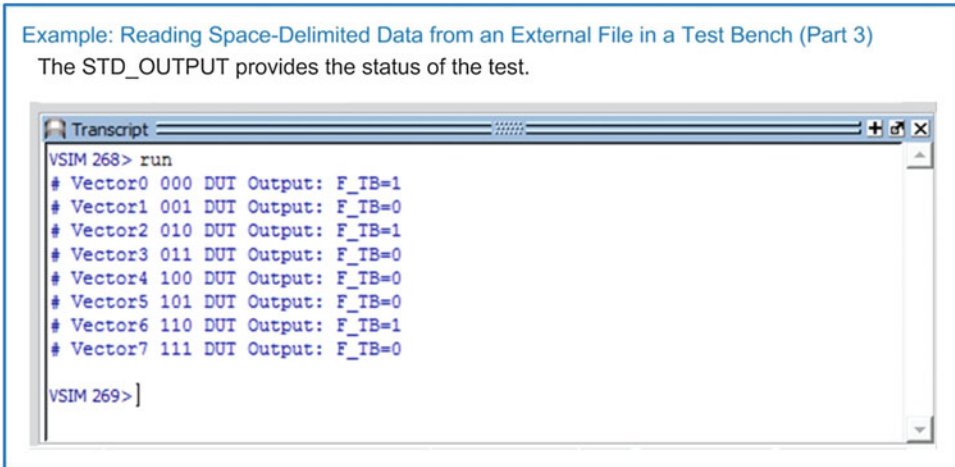 Example: Reading Space-Delimited Data from an External File in a Test Bench (Part 3)
The STD_OUTPUT provides the status of the test.
Transcript
VSIM 268> run
# Vector0 000 DUT Output: F_TB=1
# Vector1 001 DUT Output: F_TB=0
# Vector2 010 DUT Output: F_TB=1
# Vector3 011 DUT Output: F_TB=0
# Vector4 100 DUT Output: F_TB=0
# Vector5 101 DUT Output: F_TB=0
# Vector6 110 DUT Output: F_TB=1
# Vector7 111 DUT Output: F_TB=0
VSIM 269>